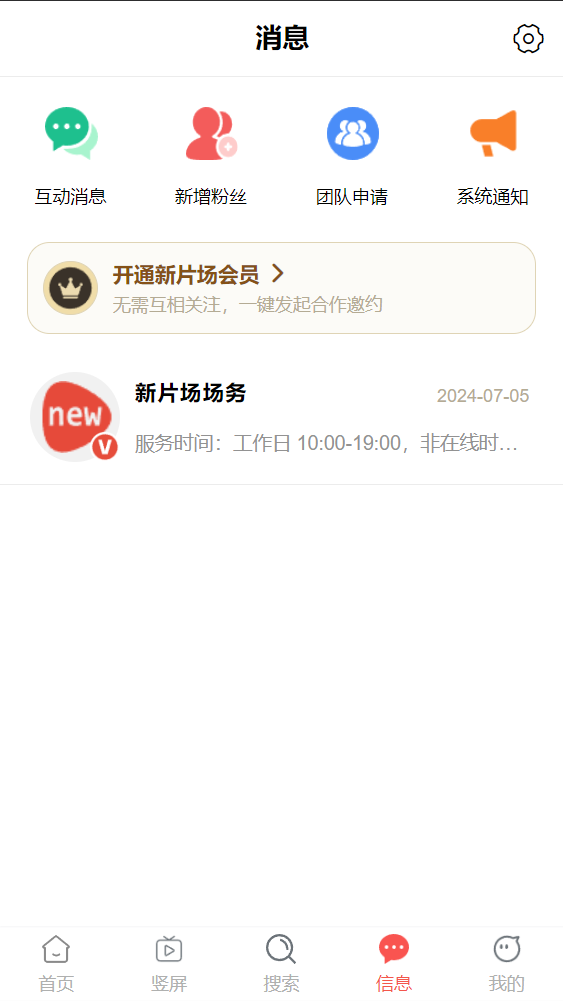 消息
互动消息 新增粉丝 团队申请 系统通知
开通新片场会员
无需互相关注，一键发起合作邀约
新片场场务 2024-07-05
new
V
服务时间：工作日 10:00-19:00，非在线时…
首页 竖屏 搜索 信息 我的